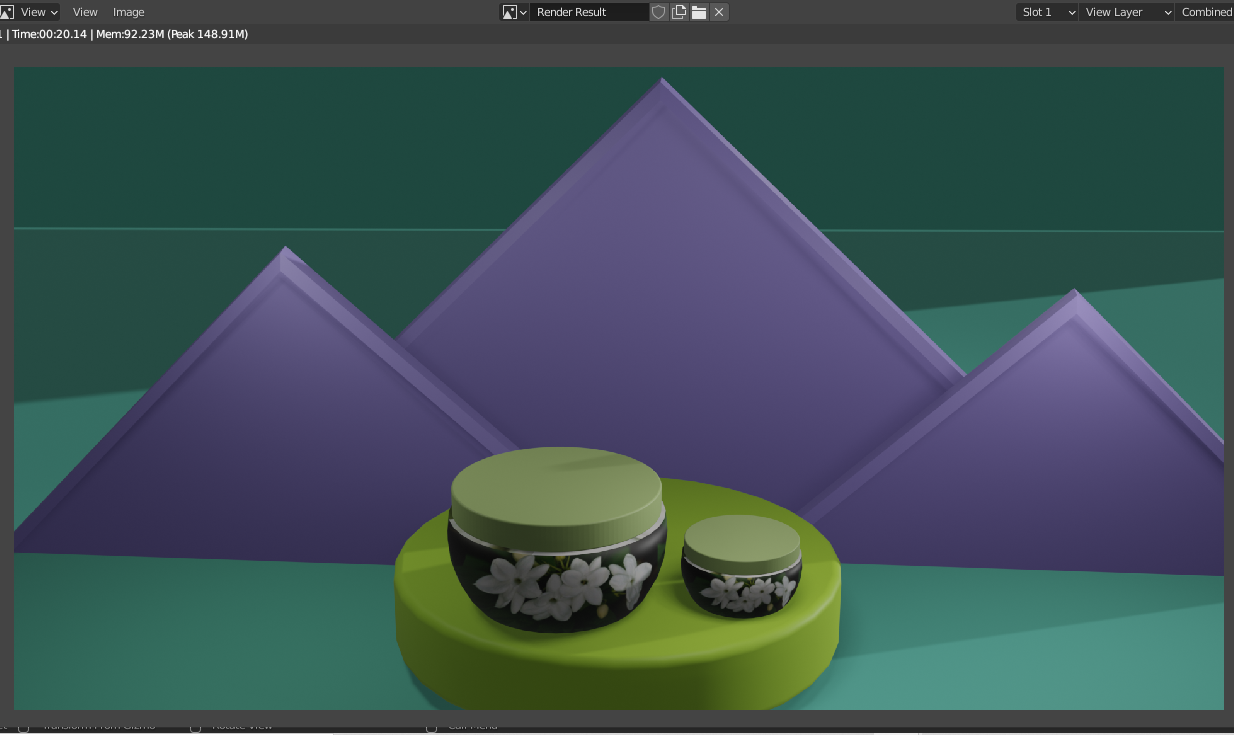 View View Image Render Result Slot 1 View Layer Combined
| Time:00:20.14 | Mem:92.23M (Peak 148.91M)